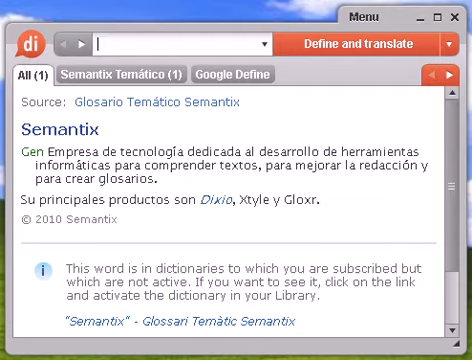 Menu
di
Define and translate
All (1)
Semantix Temático (1)
Google Define
Source: Glosario Temático Semantix
Semantix
Gen Empresa de tecnología dedicada al desarrollo de herramientas
informáticas para comprender textos, para mejorar la redacción y
para crear glosarios.
Su principales producto son Dixio, Xtyle y Gloxr.
© 2010 Semantix
i
This word is in dictionaries to which you are subscribed but
which are not active. If you want to see it, click on the link
and activate the dictionary in your Library.
"Semantix" - Glossari Temàtic Semantix